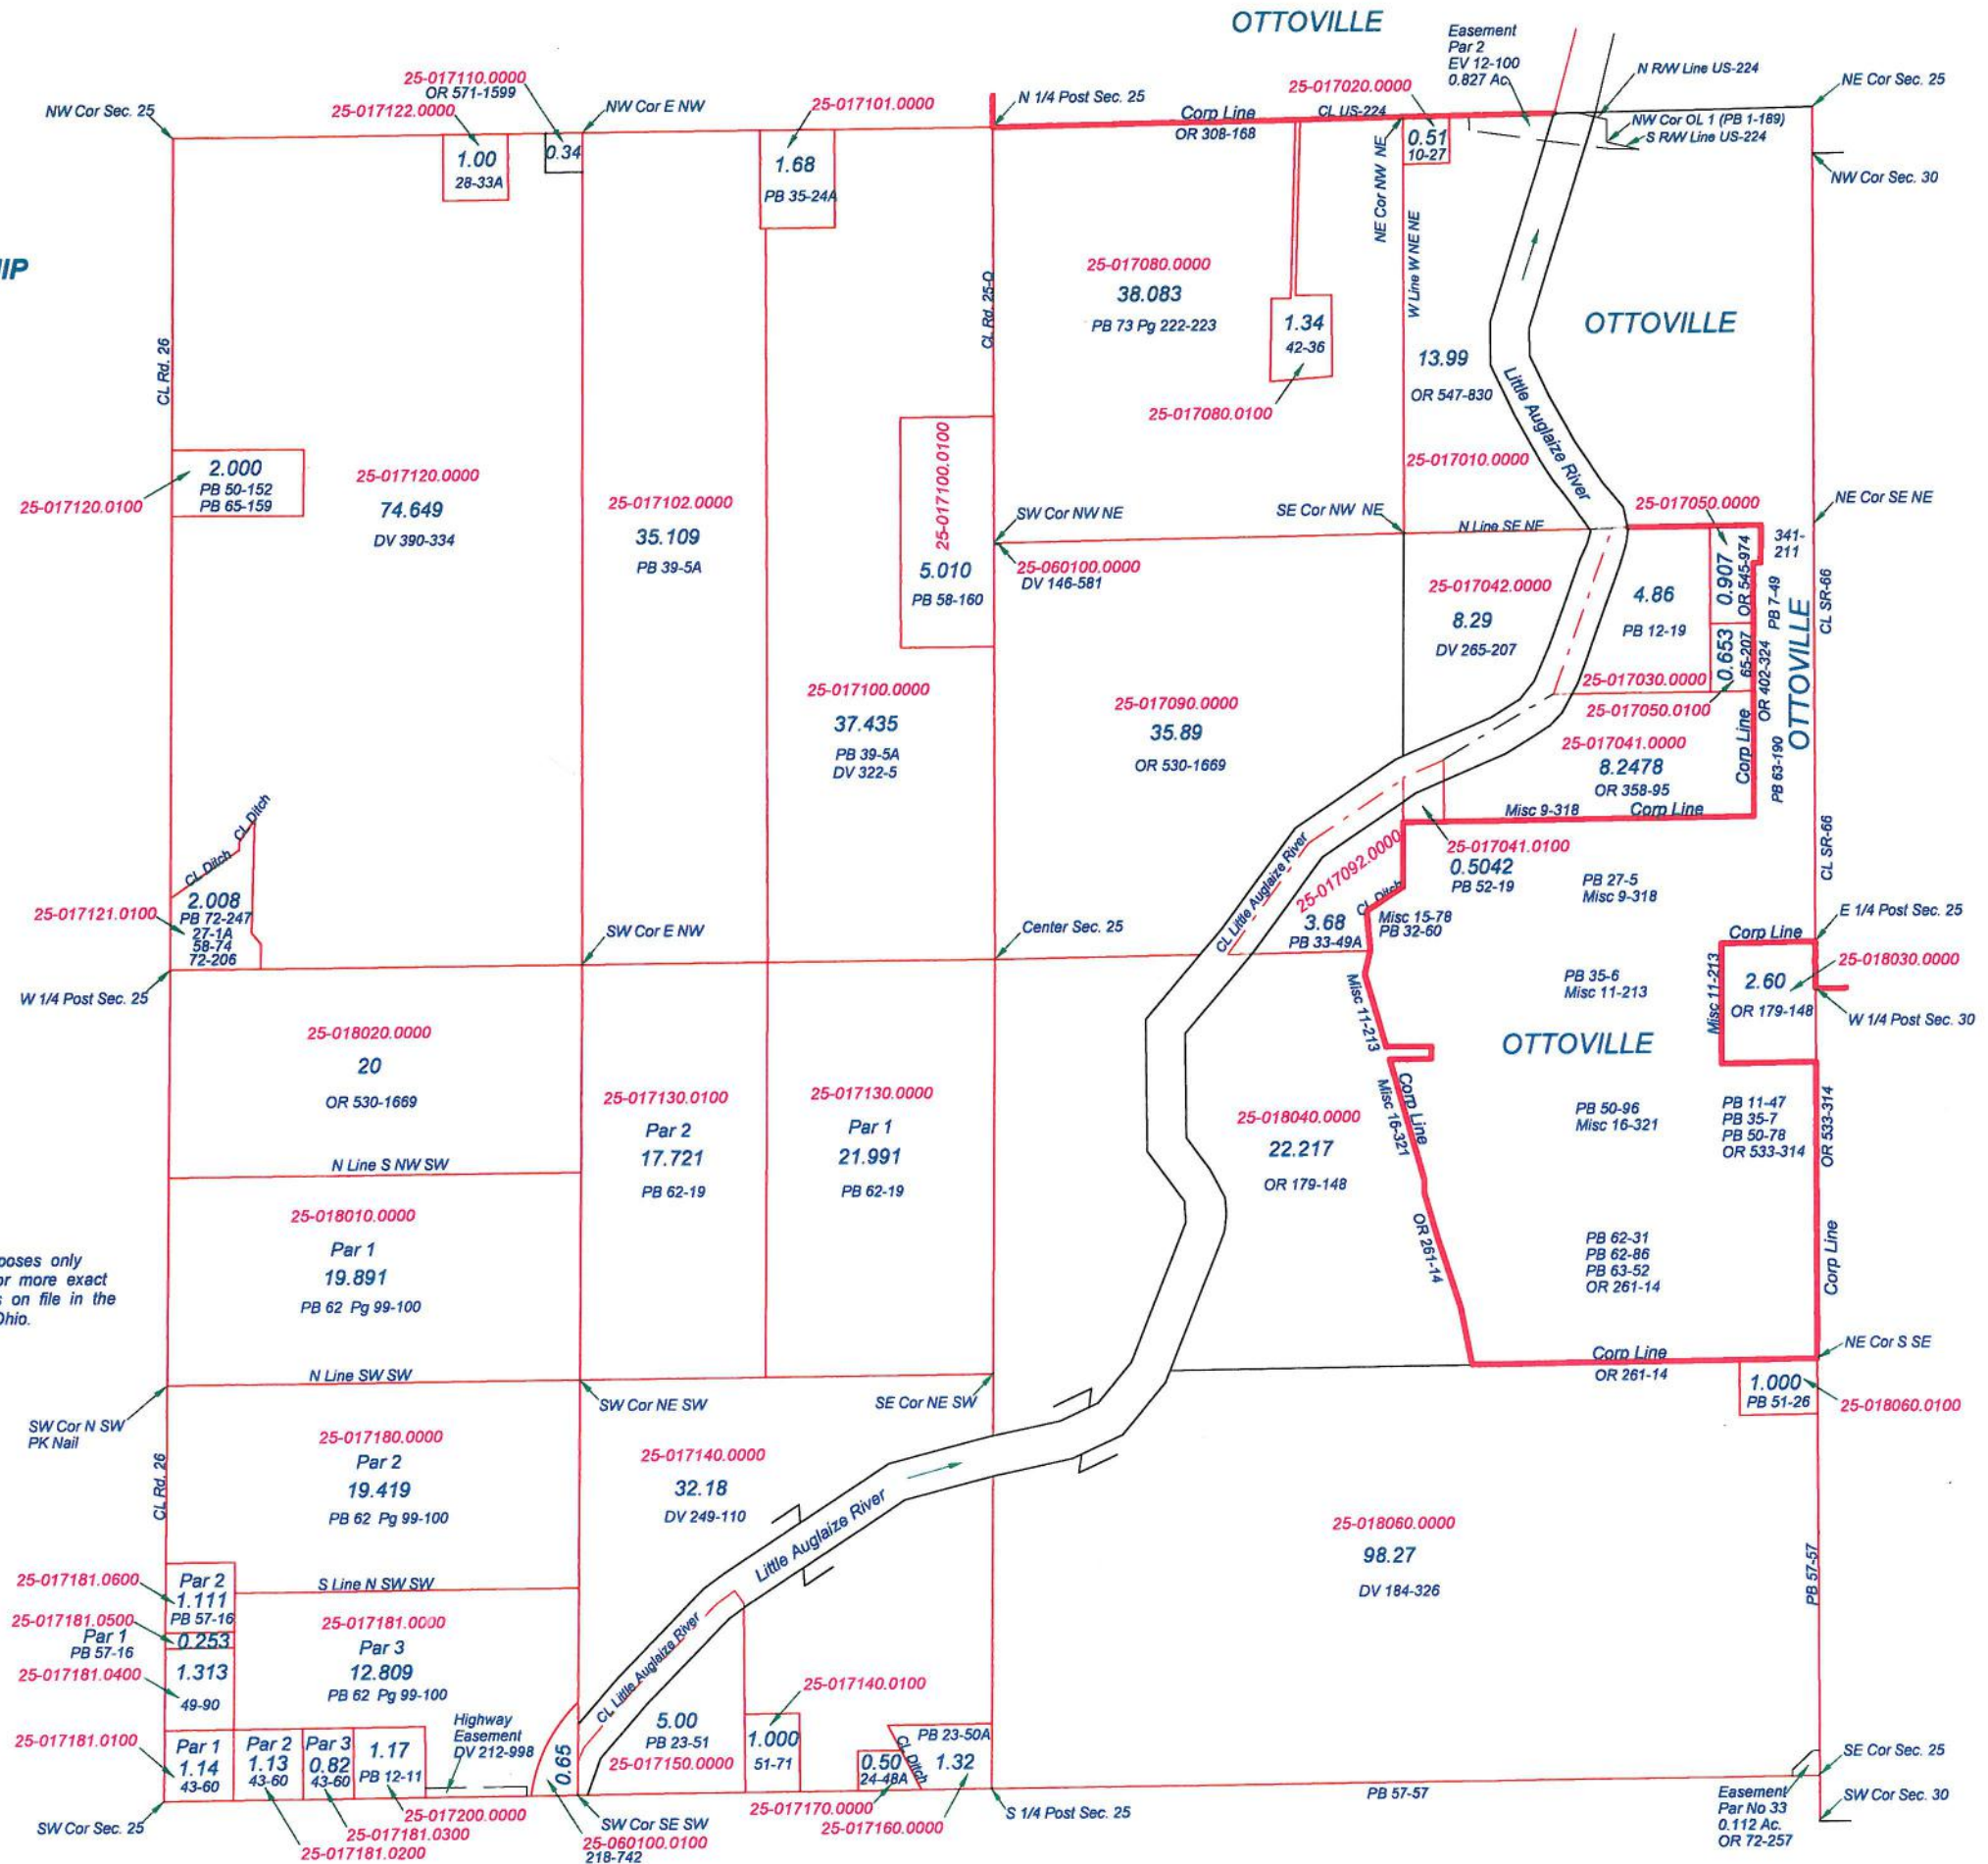 OTTOVILLE
Easement
Par 2
EV 12-100
0.827 Ac.
N R/W Line US-224
NE Cor Sec. 25
25-017110.0000
OR 571-1599
NW Cor Sec. 25
25-017122.0000
NW Cor E NW
25-017101.0000
N 1/4 Post Sec. 25
25-017020.0000
Corp Line
CL US-224
OR 308-168
NW Cor OL 1 (PB 1-189)
S R/W Line US-224
1.00
28-33A
0.34
1.68
PB 35-24A
0.51
10-27
NE Cor NW NE
NW Cor Sec. 30
W Line W NE NE
IIP
CL Rd. 26
CL Rd. 25-O
25-017080.0000
38.083
PB 73 Pg 222-223
1.34
42-36
25-017080.0100
13.99
OR 547-830
25-017010.0000
Little Auglaize River
OTTOVILLE
2.000
PB 50-152
PB 65-159
25-017120.0100
25-017120.0000
74.649
DV 390-334
25-017102.0000
35.109
PB 39-5A
25-017100.0100
5.010
PB 58-160
SW Cor NW NE
SE Cor NW NE
N Line SE NE
25-060100.0000
DV 146-581
25-017050.0000
NE Cor SE NE
341-
211
25-017042.0000
8.29
DV 265-207
4.86
PB 12-19
0.907
OR 545-974
PB 7-49
CL SR-66
OTTOVILLE
0.653
65-207
OR 402-324
25-017030.0000
25-017050.0100
25-017100.0000
37.435
PB 39-5A
DV 322-5
25-017090.0000
35.89
OR 530-1669
25-017041.0000
8.2478
OR 358-95
Corp Line
PB 63-190
Misc 9-318
Corp Line
CL Ditch
CL Ditch
2.008
PB 72-247
27-1A
58-74
72-206
25-017121.0100
W 1/4 Post Sec. 25
SW Cor E NW
Center Sec. 25
CL Little Auglaize River
25-017092.0000
3.68
PB 33-49A
CL Ditch
25-017041.0100
0.5042
PB 52-19
Misc 15-78
PB 32-60
PB 27-5
Misc 9-318
CL SR-66
E 1/4 Post Sec. 25
Corp Line
25-018030.0000
2.60
OR 179-148
Misc 11-213
W 1/4 Post Sec. 30
PB 35-6
Misc 11-213
OTTOVILLE
Misc 11-213
Corp Line
Misc 16-321
25-018020.0000
20
OR 530-1669
25-017130.0100
Par 2
17.721
PB 62-19
25-017130.0000
Par 1
21.991
PB 62-19
25-018040.0000
22.217
OR 179-148
PB 50-96
Misc 16-321
PB 11-47
PB 35-7
PB 50-78
OR 533-314
OR 533-314
N Line S NW SW
25-018010.0000
Par 1
19.891
PB 62 Pg 99-100
OR 261-14
PB 62-31
PB 62-86
PB 63-52
OR 261-14
Corp Line
poses only
or more exact
s on file in the
Ohio.
N Line SW SW
SW Cor NE SW
SE Cor NE SW
Corp Line
OR 261-14
NE Cor S SE
1.000
PB 51-26
25-018060.0100
SW Cor N SW
PK Nail
CL Rd. 26
25-017180.0000
Par 2
19.419
PB 62 Pg 99-100
25-017140.0000
32.18
DV 249-110
Little Auglaize River
25-018060.0000
98.27
DV 184-326
PB 57-57
25-017181.0600
Par 2
1.111
PB 57-16
S Line N SW SW
25-017181.0500
Par 1
PB 57-16
0.253
25-017181.0400
1.313
49-90
25-017181.0000
Par 3
12.809
PB 62 Pg 99-100
CL Little Auglaize River
25-017181.0100
Par 1
1.14
43-60
Par 2
1.13
43-60
Par 3
0.82
43-60
1.17
PB 12-11
Highway
Easement
DV 212-998
0.65
5.00
PB 23-51
25-017150.0000
25-017140.0100
1.000
51-71
0.50
24-48A
CL Ditch
PB 23-50A
1.32
SW Cor Sec. 25
25-017200.0000
25-017181.0300
25-017181.0200
SW Cor SE SW
25-060100.0100
218-742
25-017170.0000
25-017160.0000
S 1/4 Post Sec. 25
PB 57-57
Easement
Par No 33
0.112 Ac.
OR 72-257
SE Cor Sec. 25
SW Cor Sec. 30